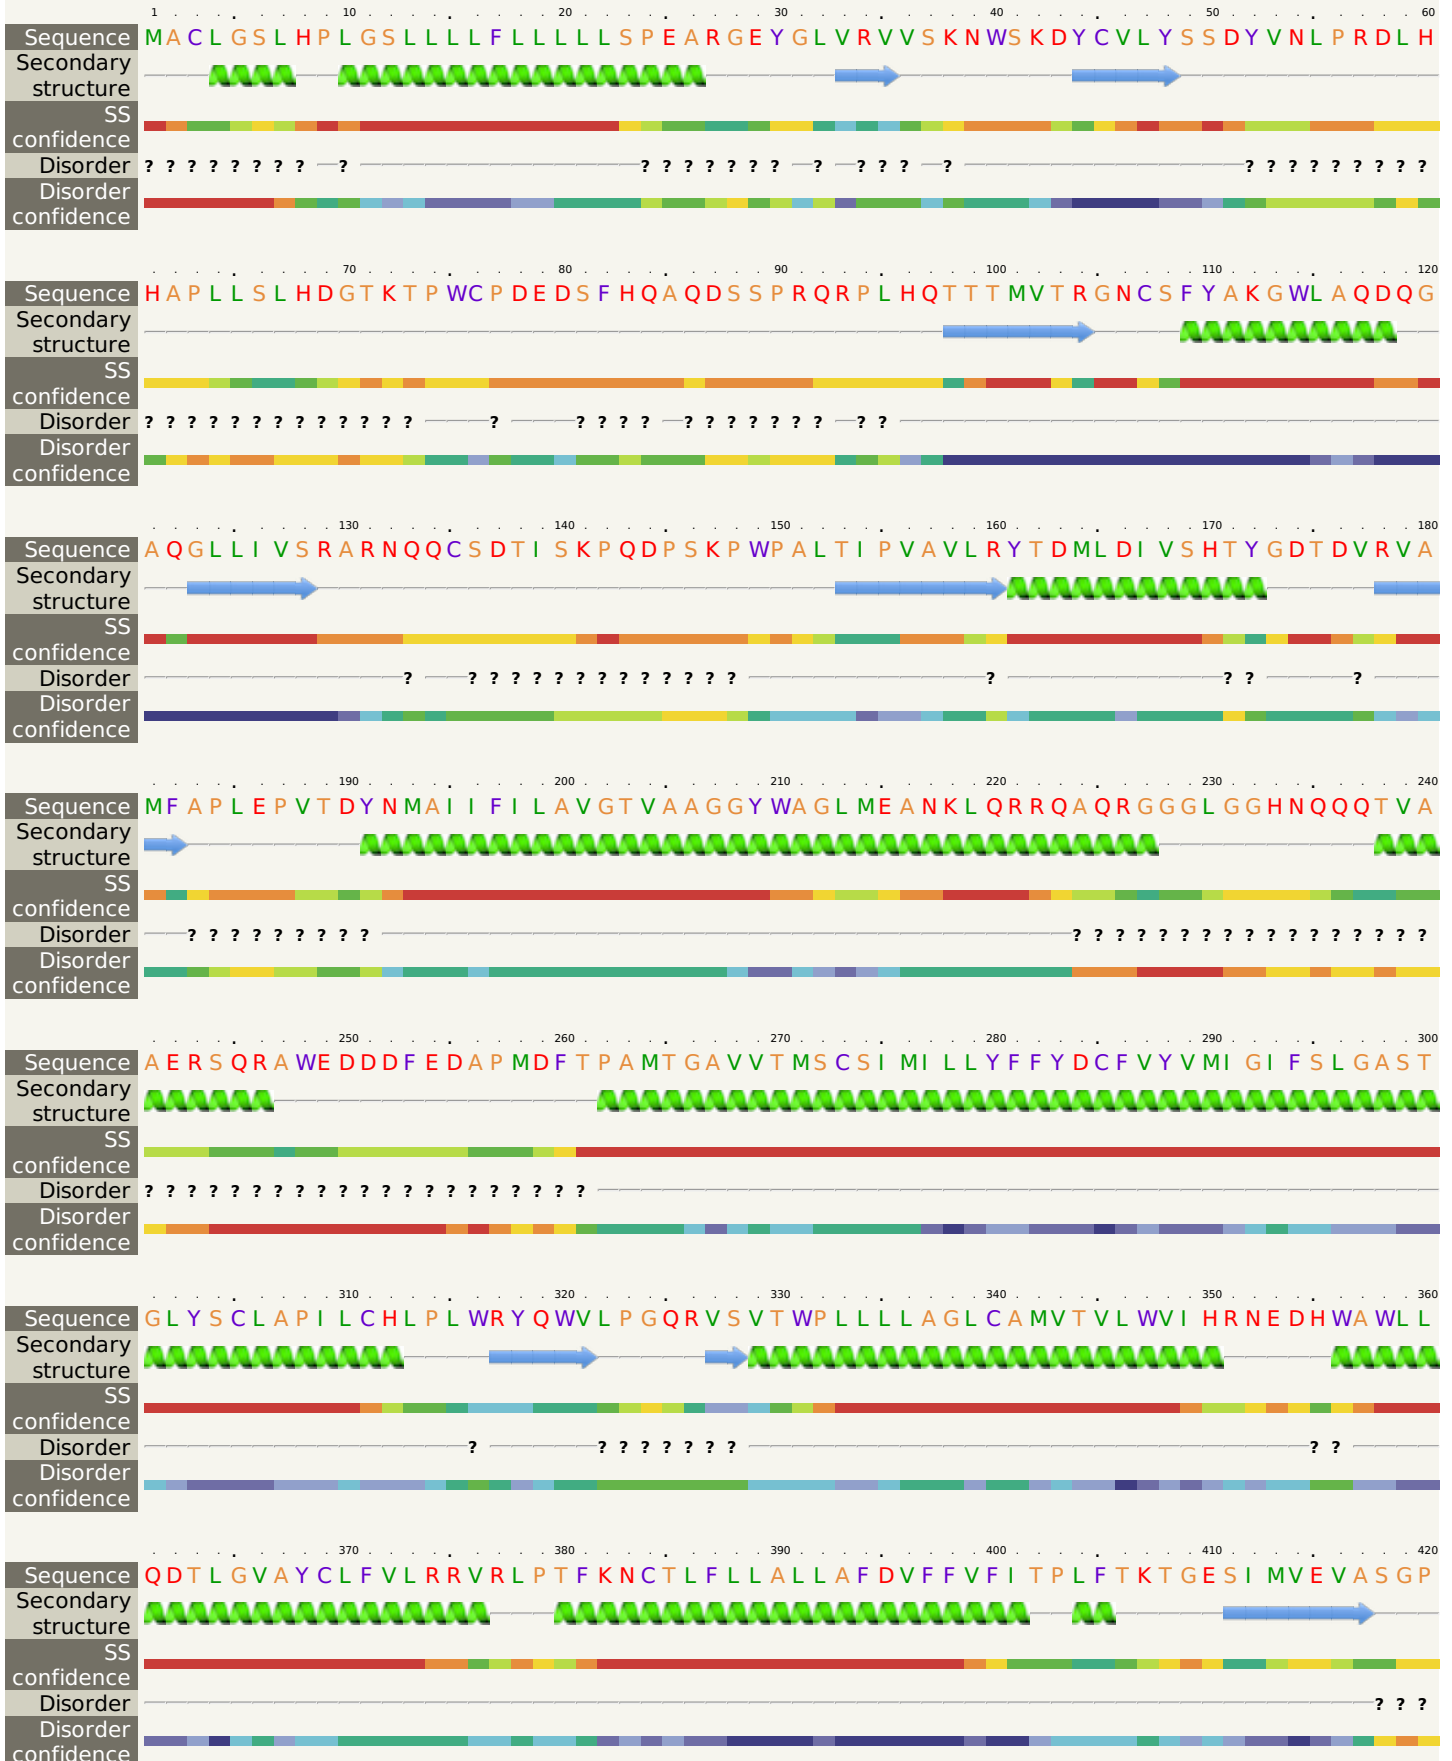 1 10 20 30 40 50 60
Sequence MACLGSLHPLGSLLLLFLLLLLSPEARGEYGLVRVVSKNWSKDYCVLYSSDYVNLPRDLH
Secondary
structure
SS
confidence
Disorder ? ? ? ? ? ? ? ? ? ? ? ? ? ? ? ? ? ? ? ? ? ? ? ? ? ? ? ? ? ?
Disorder
confidence
70 80 90 100 110 120
Sequence HAPLLSLHDGTKTPWCPDEDSFHQAQDSSPRQRPLHQTTTMVTRGNCSFYAKGWLAQDQG
Secondary
structure
SS
confidence
Disorder ? ? ? ? ? ? ? ? ? ? ? ? ? ? ? ? ? ? ? ? ? ? ? ? ? ? ?
Disorder
confidence
130 140 150 160 170 180
Sequence AQGLLIVSRARNQQCSDTISKPQDPSKPWPALTIPVAVLRYTDMLDIVSHTYGDTDVRVA
Secondary
structure
SS
confidence
Disorder ? ? ? ? ? ? ? ? ? ? ? ? ? ? ? ? ? ?
Disorder
confidence
190 200 210 220 230 240
Sequence MFAPLEPVTDYNMAIIFILAVGTVAAGGYWAGLMEANKLQRRQAQRGGGLGGHNQQQTVA
Secondary
structure
SS
confidence
Disorder ? ? ? ? ? ? ? ? ? ? ? ? ? ? ? ? ? ? ? ? ? ? ? ? ? ?
Disorder
confidence
250 260 270 280 290 300
Sequence AERSQRAWEDDDFEDAPMDFTPAMTGAVVTMSCSIMILLYFFYDCFVYVMIGIFSLGAST
Secondary
structure
SS
confidence
Disorder ? ? ? ? ? ? ? ? ? ? ? ? ? ? ? ? ? ? ? ? ?
Disorder
confidence
310 320 330 340 350 360
Sequence GLYSCLAPILCHLPLWRYQWVLPGQRVSVTWPLLLLAGLCAMVTVLWVIHRNEDHWAWLL
Secondary
structure
SS
confidence
Disorder ? ? ? ? ? ? ? ? ? ?
Disorder
confidence
370 380 390 400 410 420
Sequence QDTLGVAYCLFVLRRVRLPTFKNCTLFLLALLAFDVFFVFITPLFTKTGESIMVEVASGP
Secondary
structure
SS
confidence
Disorder ? ? ?
Disorder
confidence